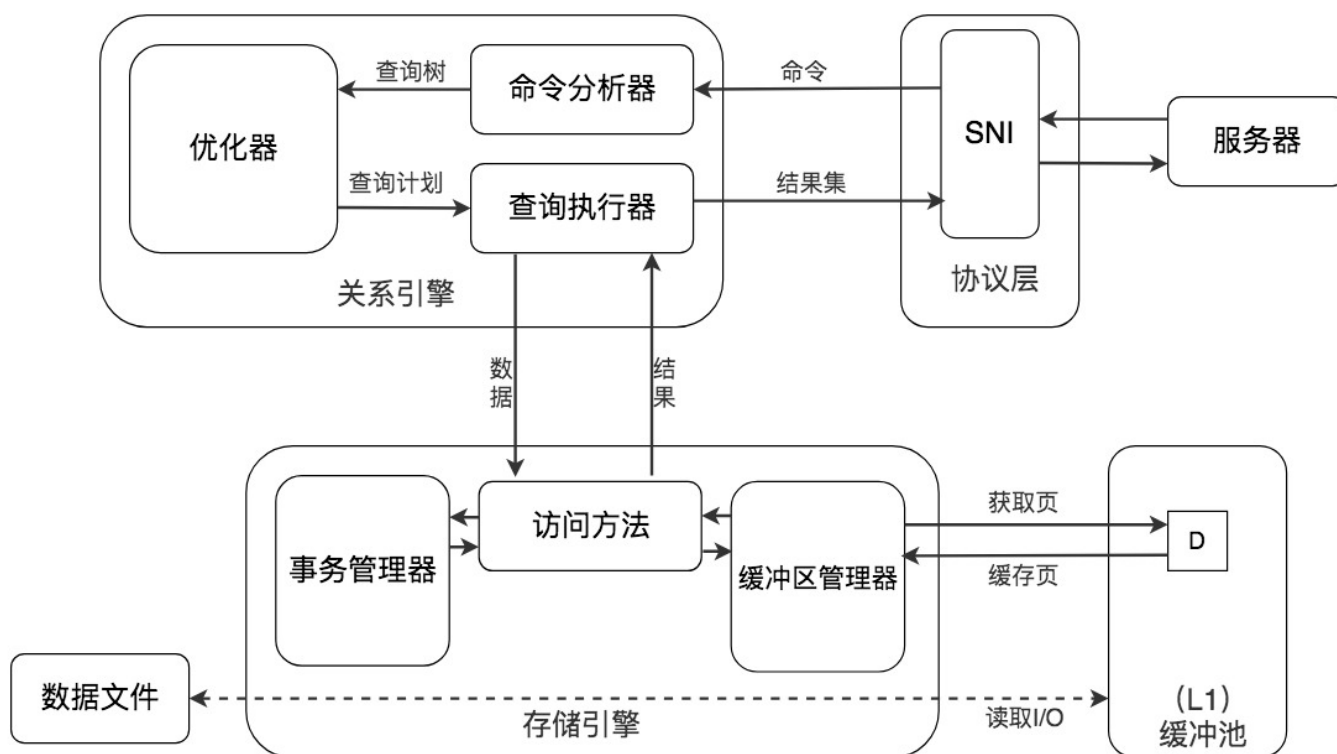 查询树
命令分析器
命令
SNI
服务器
优化器
查询计划
查询执行器
结果集
关系引擎
协议层
数
据
结
果
访问方法
事务管理器
缓冲区管理器
获取页
D
缓存页
数据文件
存储引擎
读取I/O
（L1）
缓冲池